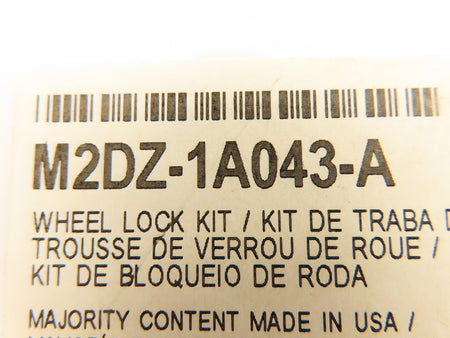 M2DZ-1A043-A
WHEEL LOCK KIT / KIT DE TRABA
TROUSSE DE VERROU DE ROUE /
KIT DE BLOQUEIO DE RODA
MAJORITY CONTENT MADE IN USA /